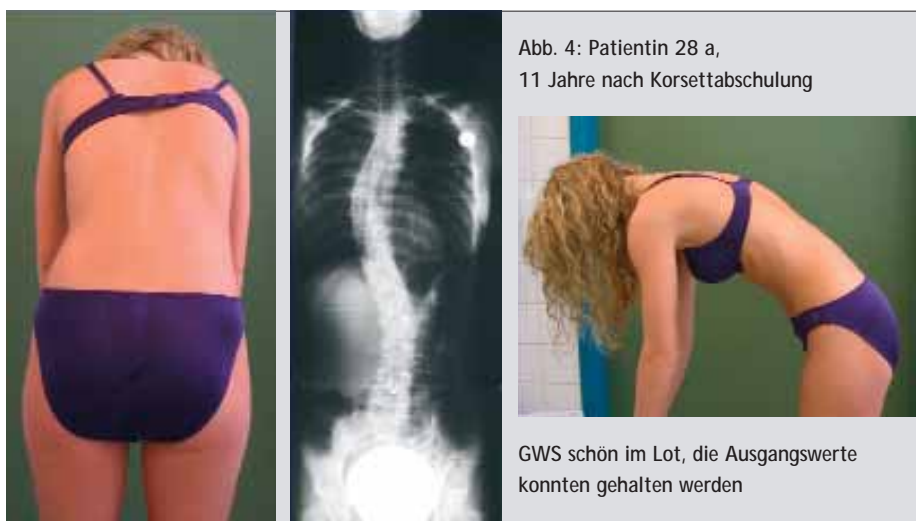 Abb. 4: Patientin 28 a,
11 Jahre nach Korsettabschulung
GWS schön im Lot, die Ausgangswerte
konnten gehalten werden